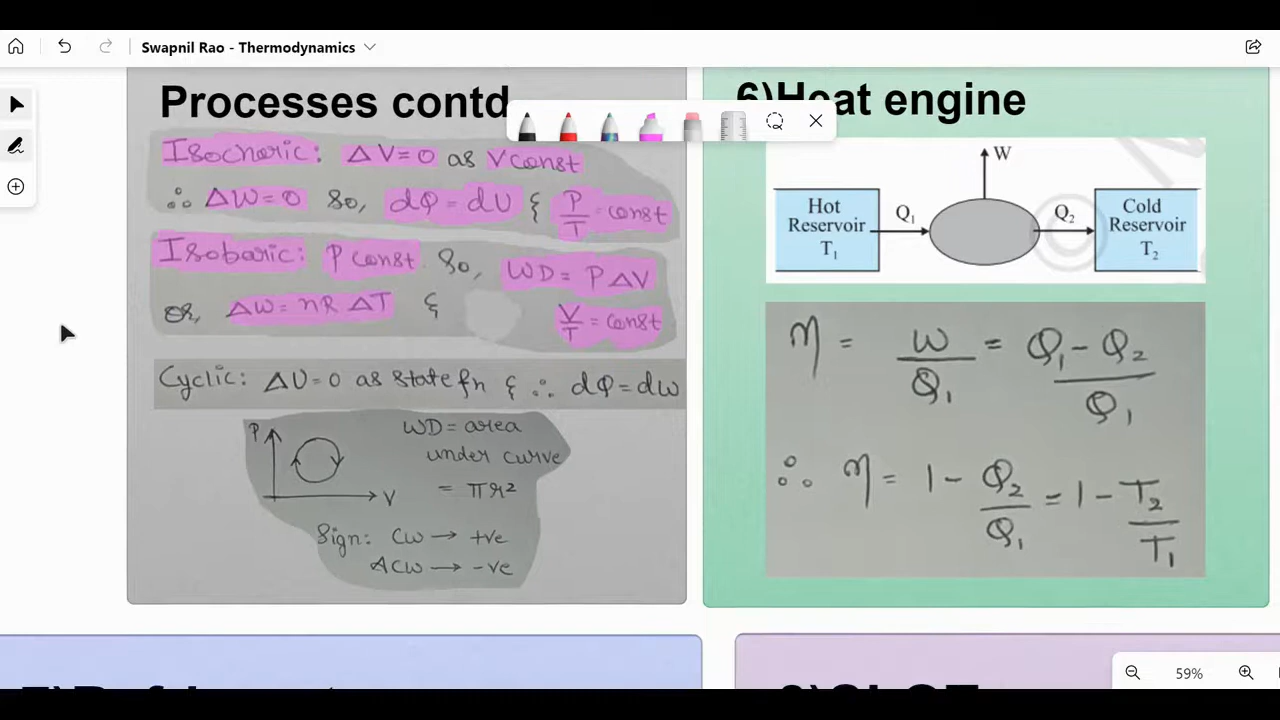 Swapnil Rao - Thermodynamics
Processes contd
Isochoric: ΔV=0 as V Const
∴ ΔW=0 So, dQ=dU & P/T = const
Isobaric: P Const. So, WD = PΔV
or, ΔW = nRΔT & V/T = Const
Cyclic: ΔU=0 as state fn & ∴ dQ=dW
P
V
WD = area
under curve
= πr²
Sign: CW → +ve
ACW → -ve
6)Heat engine
W
Hot
Reservoir
T₁
Q₁
Q₂
Cold
Reservoir
T₂
η = W/Q₁ = Q₁-Q₂/Q₁
∴ η = 1 - Q₂/Q₁ = 1 - T₂/T₁
59%